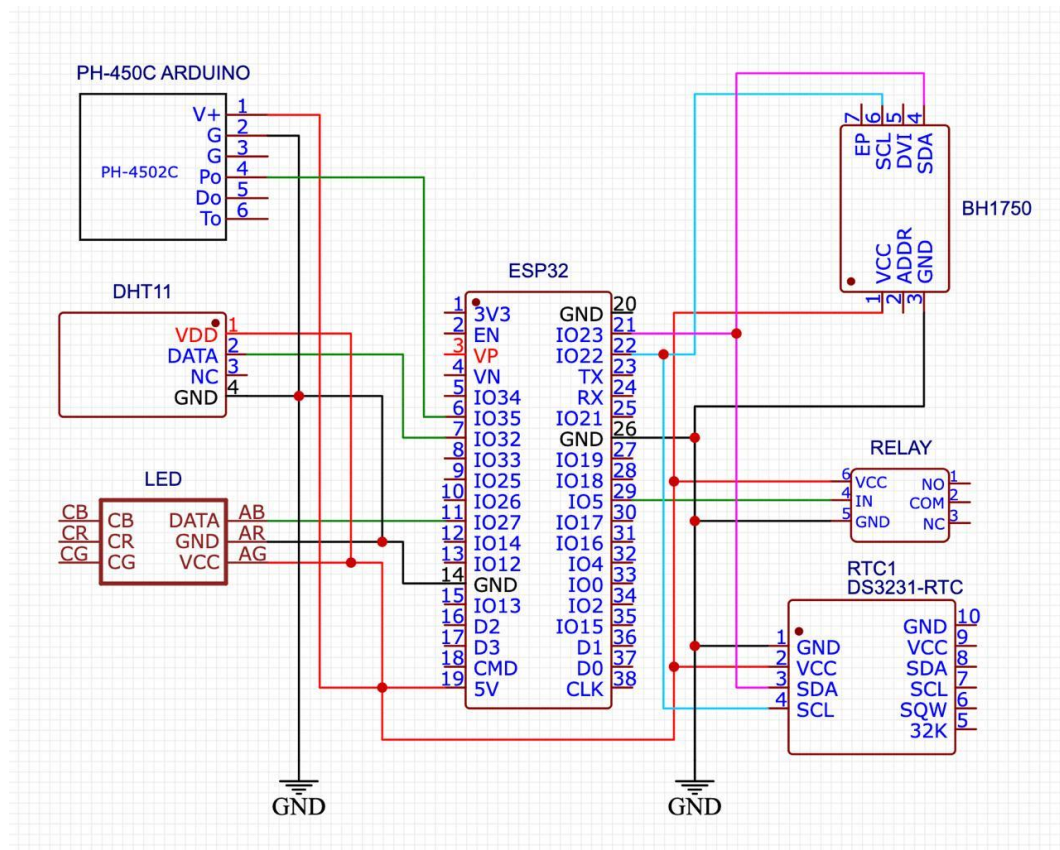 PH-450C ARDUINO
PH-4502C
V+ 1
G 2
G 3
Po 4
Do 5
To 6
DHT11
VDD 1
DATA 2
NC 3
GND 4
LED
CB CB DATA AB
CR CR GND AR
CG CG VCC AG
ESP32
1 3V3 GND 20
2 EN IO23 21
3 VP IO22 22
4 VN TX 23
5 IO34 RX 24
6 IO35 IO21 25
7 IO32 GND 26
8 IO33 IO19 27
9 IO25 IO18 28
10 IO26 IO5 29
11 IO27 IO17 30
12 IO14 IO16 31
13 IO12 IO4 32
14 GND IO0 33
15 IO13 IO2 34
16 D2 IO15 35
17 D3 D1 36
18 CMD D0 37
19 5V CLK 38
7 6 5 4
EP SCL DVI SDA
BH1750
VCC ADDR GND
1 2 3
RELAY
6 VCC NO 1
4 IN COM 2
5 GND NC 3
RTC1
DS3231-RTC
GND 10
1 GND VCC 9
2 VCC SDA 8
3 SDA SCL 7
4 SCL SQW 6
32K 5
GND
GND